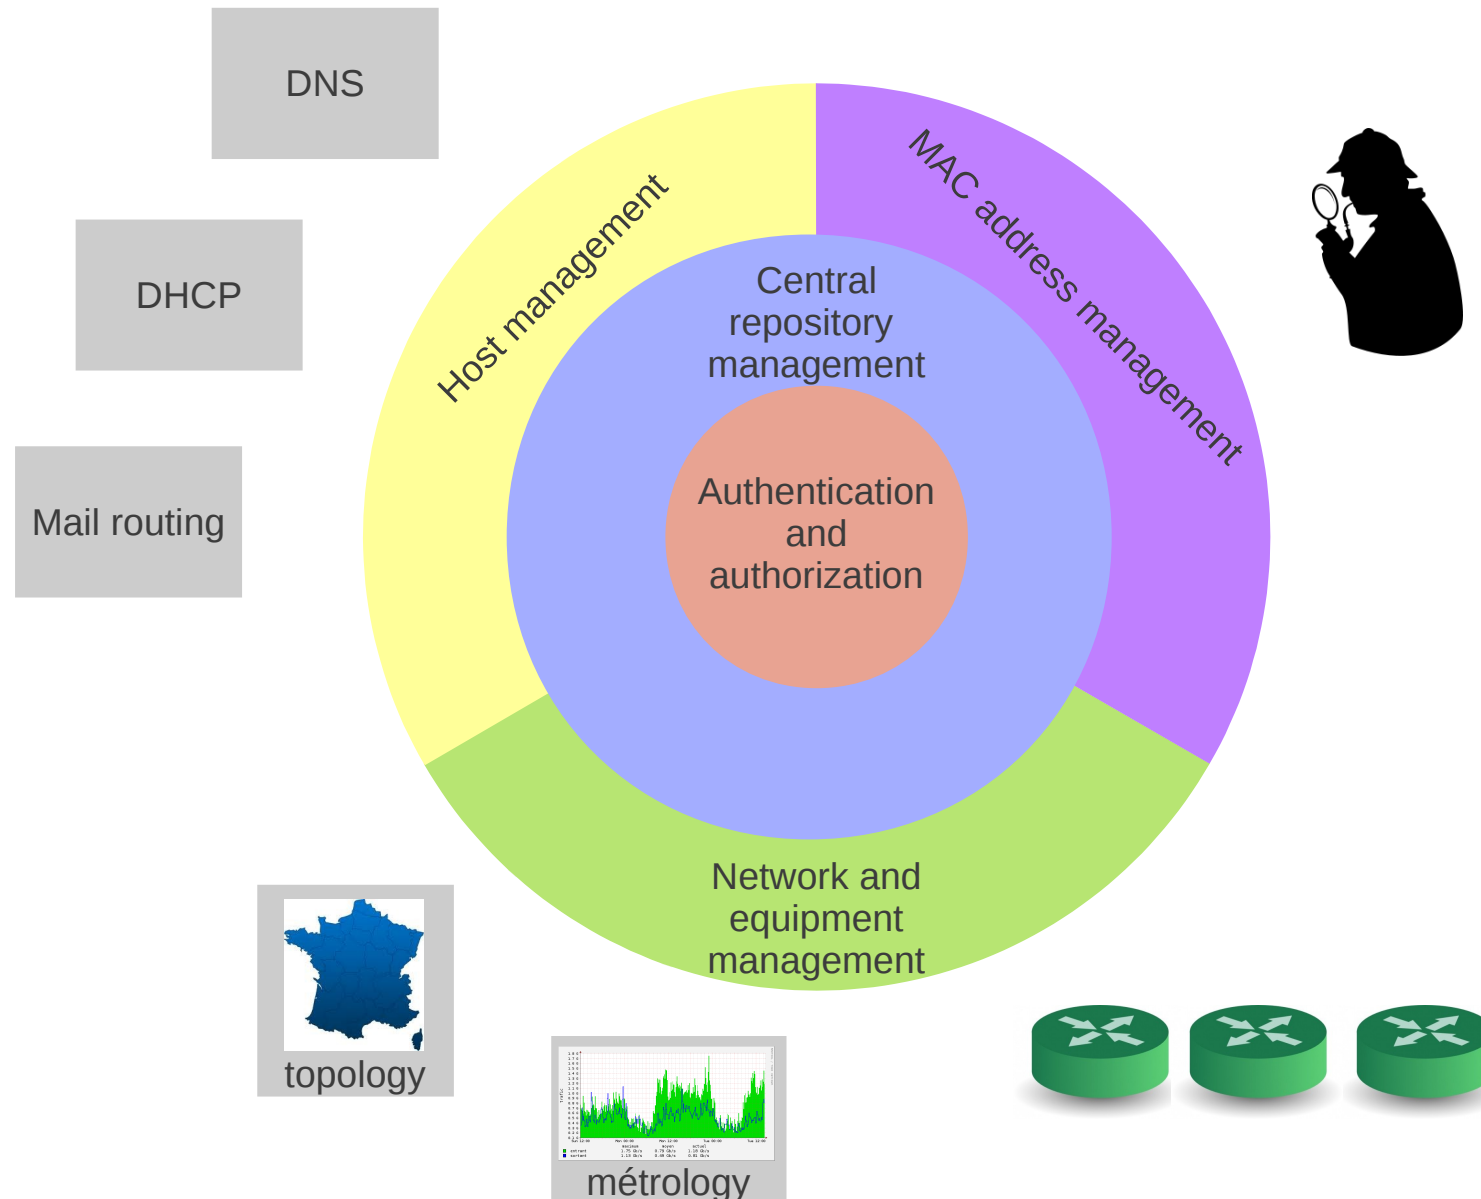 DNS
DHCP
Mail routing
Host management
MAC address management
Central
repository
management
Authentication
and
authorization
Network and
equipment
management
topology
métrology